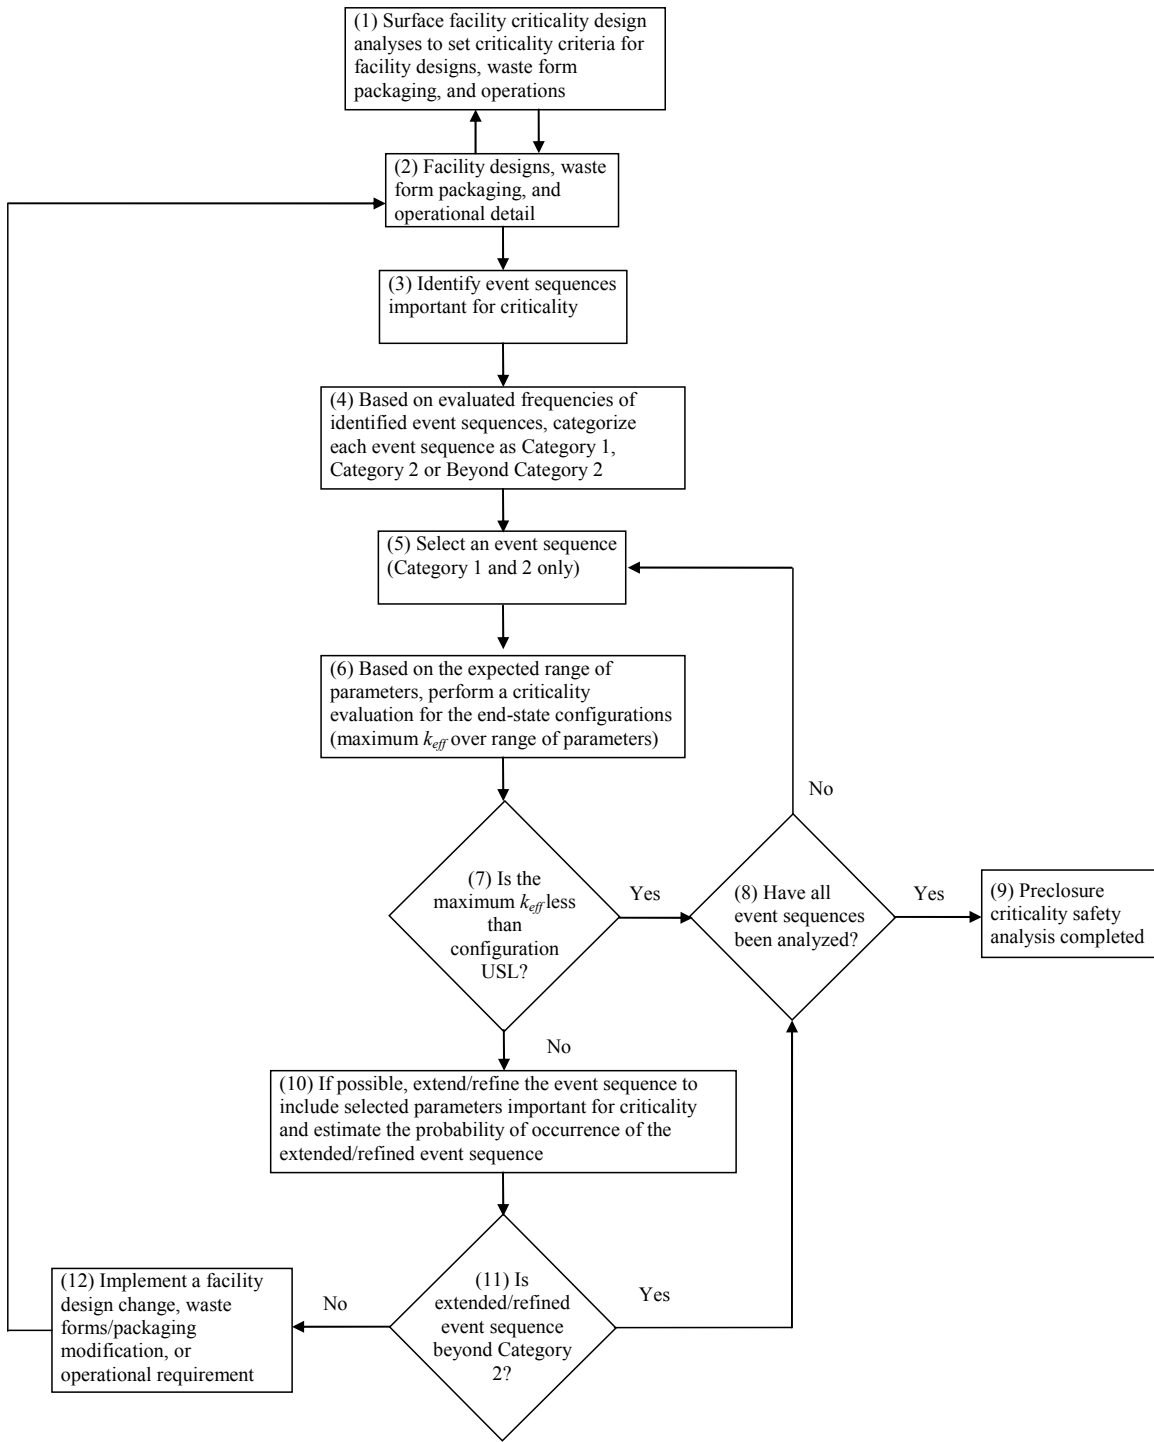 (1) Surface facility criticality design
analyses to set criticality criteria for
facility designs, waste form
packaging, and operations
(2) Facility designs, waste
form packaging, and
operational detail
(3) Identify event sequences
important for criticality
(4) Based on evaluated frequencies of
identified event sequences, categorize
each event sequence as Category 1,
Category 2 or Beyond Category 2
(5) Select an event sequence
(Category 1 and 2 only)
(6) Based on the expected range of
parameters, perform a criticality
evaluation for the end-state configurations
(maximum keff over range of parameters)
No
(7) Is the
maximum keff less
than
configuration
USL?
Yes
(8) Have all
event sequences
been analyzed?
Yes
(9) Preclosure
criticality safety
analysis completed
No
(10) If possible, extend/refine the event sequence to
include selected parameters important for criticality
and estimate the probability of occurrence of the
extended/refined event sequence
(11) Is
extended/refined
event sequence
beyond Category
2?
Yes
No
(12) Implement a facility
design change, waste
forms/packaging
modification, or
operational requirement